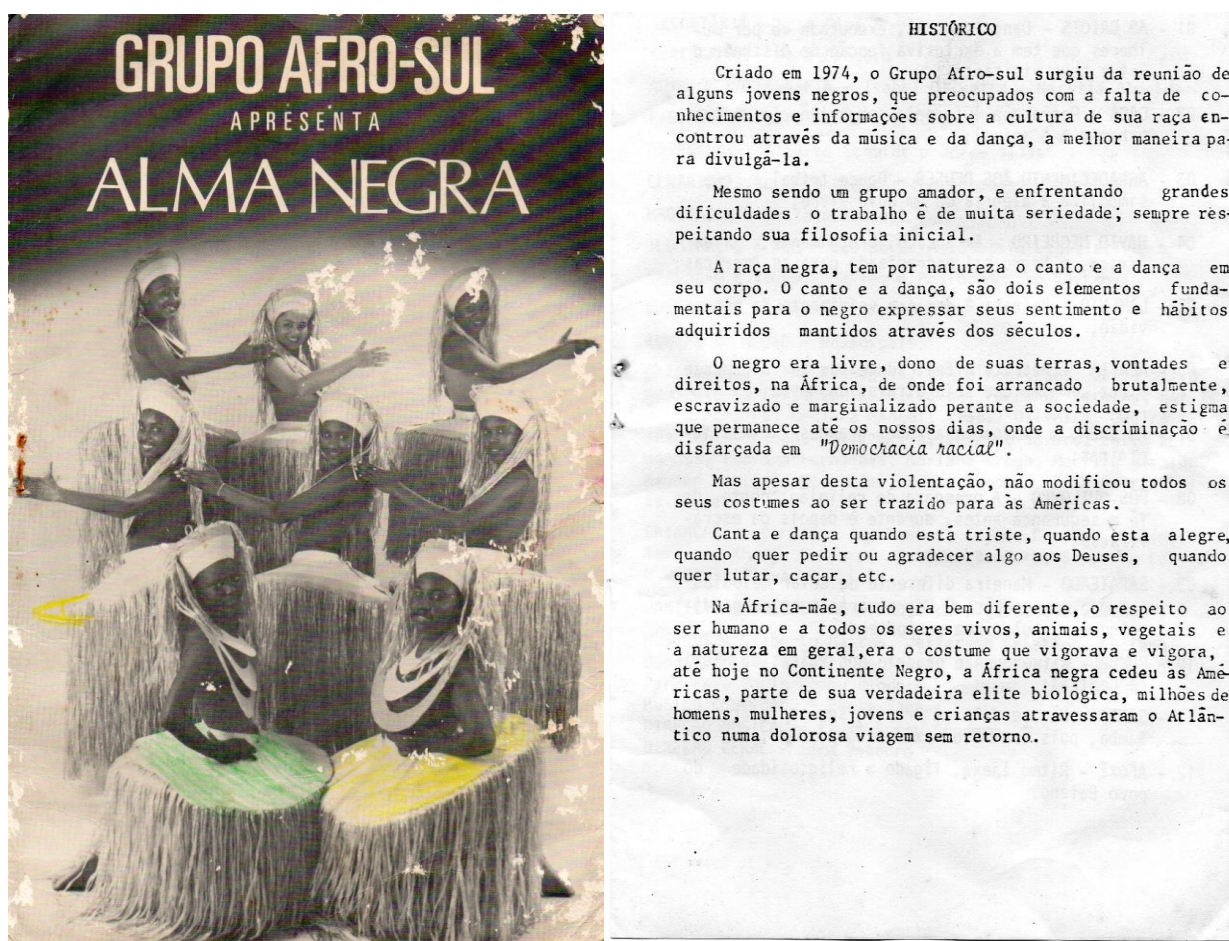 GRUPO AFRO-SUL
APRESENTA
ALMA NEGRA
HISTÓRICO
Criado em 1974, o Grupo Afro-sul surgiu da reunião de
alguns jovens negros, que preocupados com a falta de co-
nhecimentos e informações sobre a cultura de sua raça en-
controu através da música e da dança, a melhor maneira pa-
ra divulgá-la.
Mesmo sendo um grupo amador, e enfrentando grandes
dificuldades o trabalho é de muita seriedade, sempre res-
peitando sua filosofia inicial.
A raça negra, tem por natureza o canto e a dança em
seu corpo. O canto e a dança, são dois elementos funda-
mentais para o negro expressar seus sentimento e hábitos
adquiridos mantidos através dos séculos.
O negro era livre, dono de suas terras, vontades e
direitos, na África, de onde foi arrancado brutalmente,
escravizado e marginalizado perante a sociedade, estigma
que permanece até os nossos dias, onde a discriminação é
disfarçada em "Democracia racial".
Mas apesar desta violentação, não modificou todos os
seus costumes ao ser trazido para às Américas.
Canta e dança quando está triste, quando esta alegre,
quando quer pedir ou agradecer algo aos Deuses, quando
quer lutar, caçar, etc.
Na África-mãe, tudo era bem diferente, o respeito ao
ser humano e a todos os seres vivos, animais, vegetais e
a natureza em geral,era o costume que vigorava e vigora,
até hoje no Continente Negro, a África negra cedeu às Amé-
ricas, parte de sua verdadeira elite biológica, milhões de
homens, mulheres, jovens e crianças atravessaram o Atlân-
tico numa dolorosa viagem sem retorno.